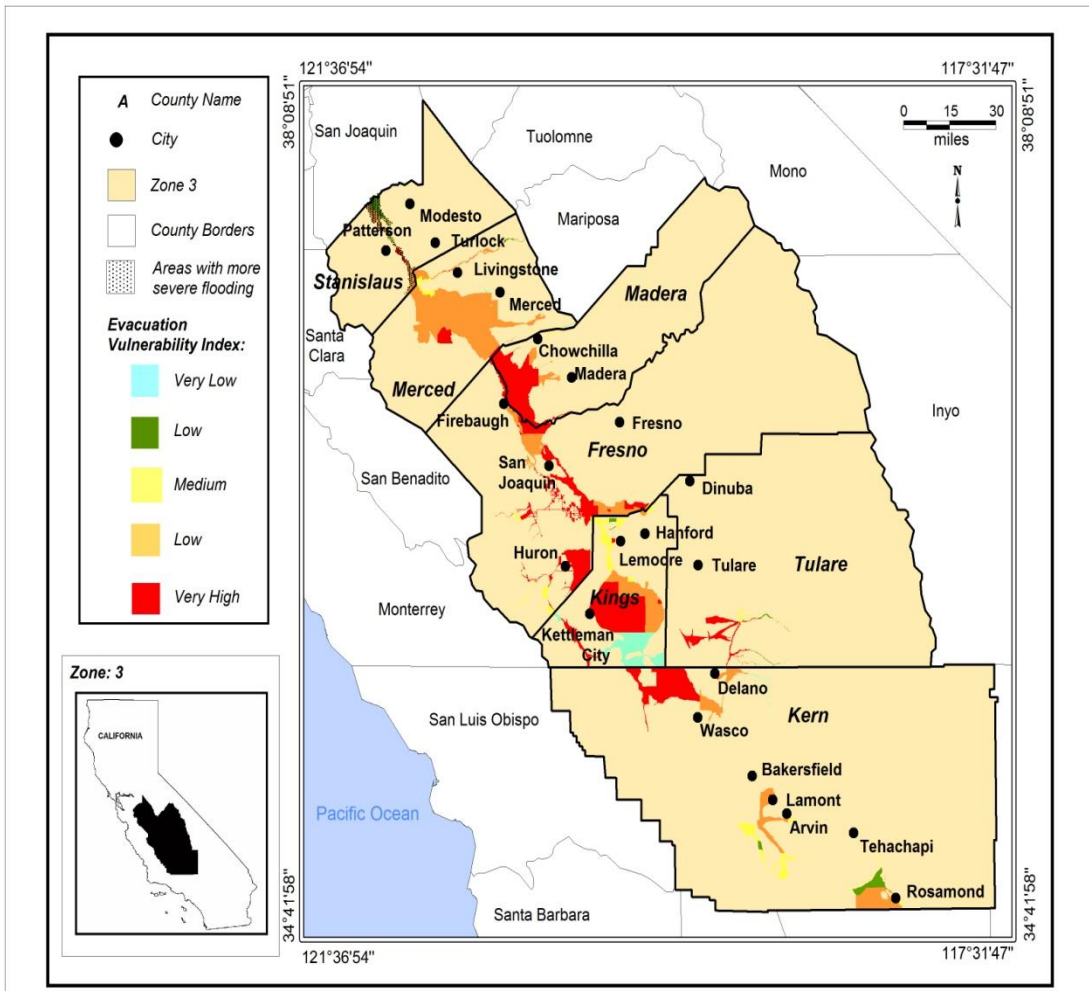 A County Name
City
Zone 3
County Borders
Areas with more
severe flooding
Evacuation
Vulnerability Index:
Very Low
Low
Medium
Low
Very High
Zone: 3
CALIFORNIA
121°36'54"
117°31'47"
38°08'51"
38°08'51"
0 15 30
miles
N
San Joaquin
Tuolomne
Mono
Mariposa
Modesto
Patterson
Turlock
Stanislaus
Livingstone
Merced
Madera
Santa
Clara
Chowchilla
Merced
Madera
Inyo
Firebaugh
Fresno
Fresno
San
Joaquin
San Benadito
Dinuba
Hanford
Lemoore
Huron
Tulare
Tulare
Kings
Monterrey
Kettleman
City
Delano
San Luis Obispo
Kern
Wasco
Bakersfield
Pacific Ocean
Lamont
Arvin
Tehachapi
Rosamond
Santa Barbara
34°41'58"
34°41'58"
121°36'54"
117°31'47"